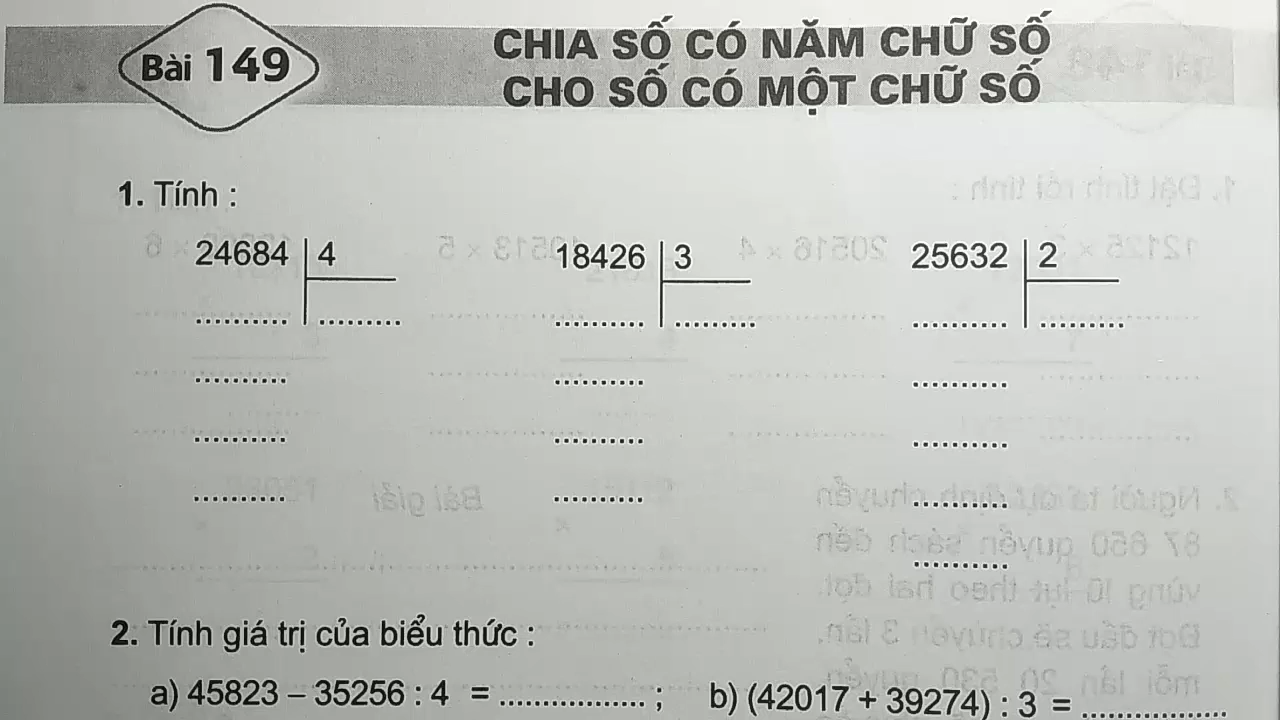 Bài 149
CHIA SỐ CÓ NĂM CHỮ SỐ
CHO SỐ CÓ MỘT CHỮ SỐ
1. Tính :
24684 4 18426 3 25632 2
.......... ......... .......... ......... .......... .........
.......... .......... ..........
.......... .......... ..........
.......... .......... ..........
..........
2. Tính giá trị của biểu thức :
a) 45823 – 35256 : 4 = ................ ; b) (42017 + 39274) : 3 = ................